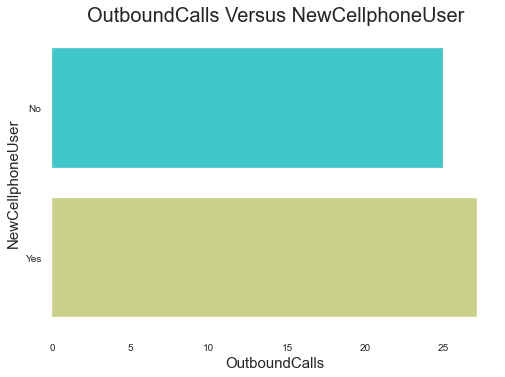 OutboundCalls Versus NewCellphoneUser
NewCellphoneUser
No
Yes
0 5 10 15 20 25
OutboundCalls